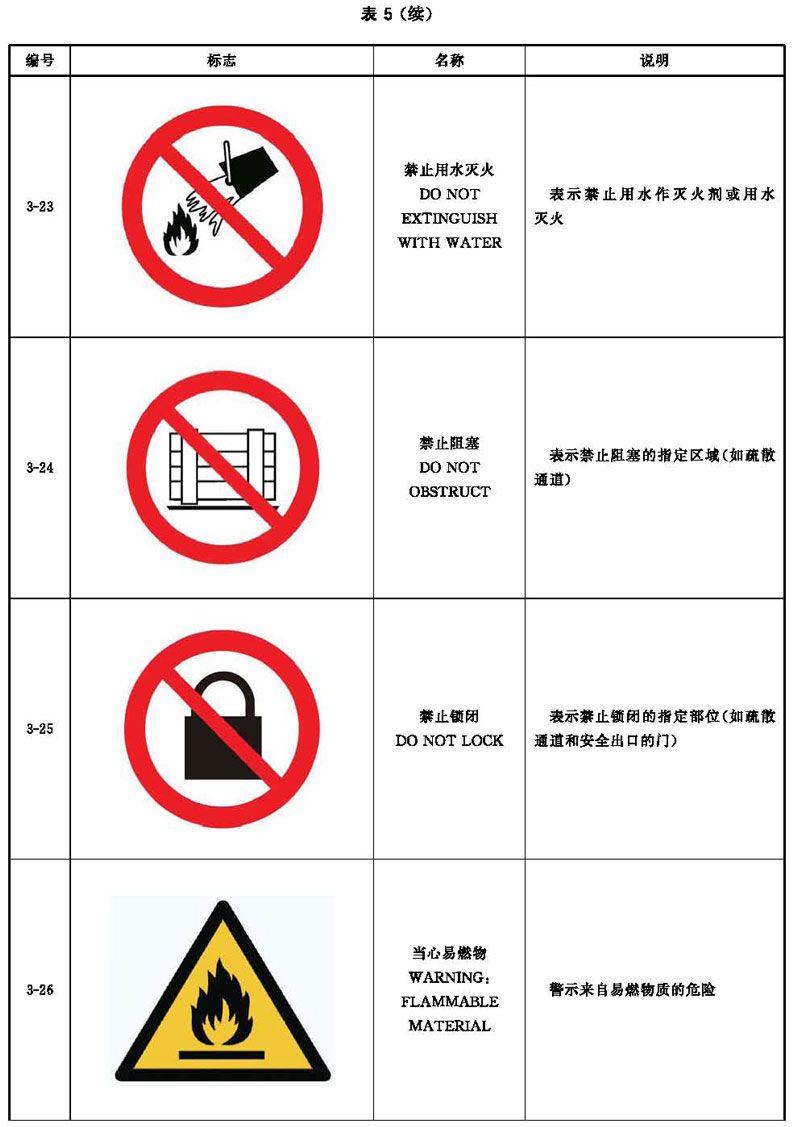 表 5（续）
编号 标志 名称 说明
3-23
禁止用水灭火
DO NOT
EXTINGUISH
WITH WATER
表示禁止用水作灭火剂或用水
灭火
3-24
禁止阻塞
DO NOT
OBSTRUCT
表示禁止阻塞的指定区域（如疏散
通道）
3-25
禁止锁闭
DO NOT LOCK
表示禁止锁闭的指定部位（如疏散
通道和安全出口的门）
3-26
当心易燃物
WARNING：
FLAMMABLE
MATERIAL
警示来自易燃物质的危险